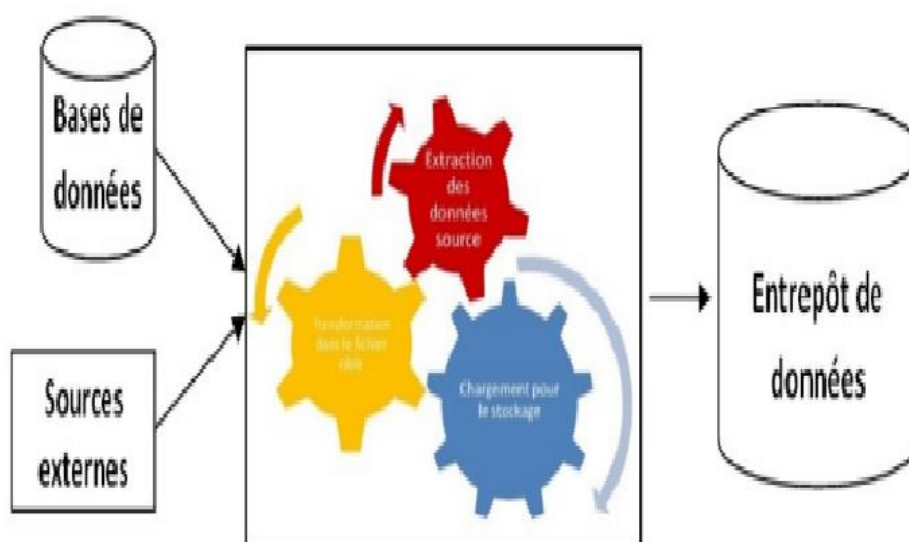 Bases de
données
Sources
externes
Extraction
des
données
source
Transformation
dans le fichier
cible
Chargement pour
le stockage
Entrepôt de
données